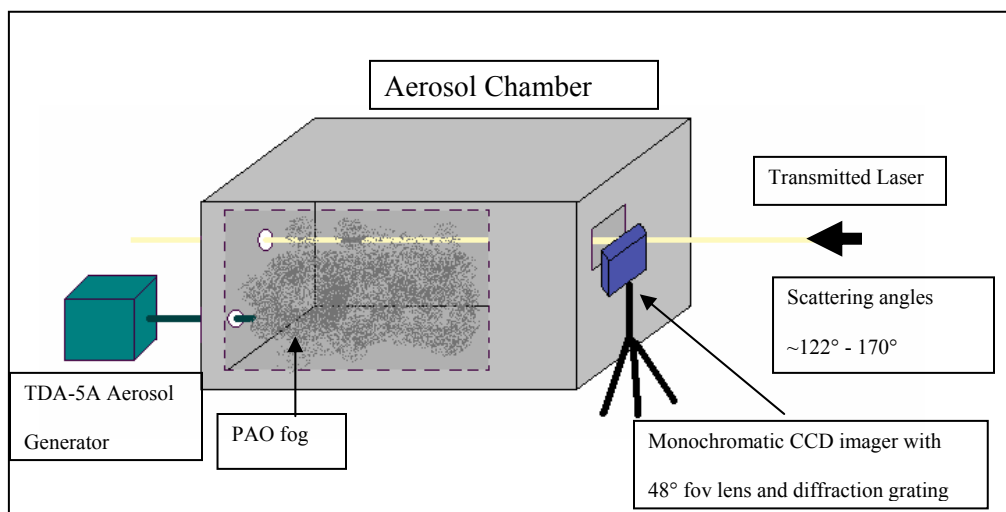 Aerosol Chamber
Transmitted Laser
Scattering angles
~122° - 170°
TDA-5A Aerosol
Generator
PAO fog
Monochromatic CCD imager with
48° fov lens and diffraction grating